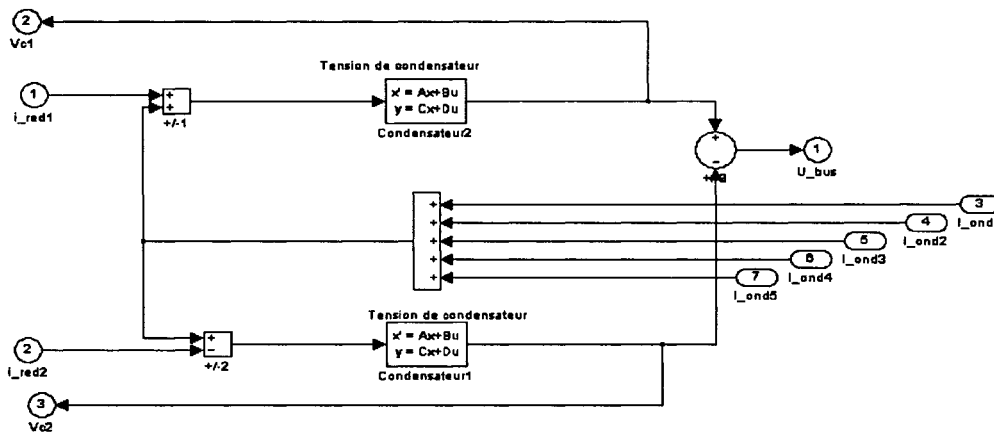 2
Vc1
Tension de condensateur
1
i_red1
+
+
+/-1
x' = Ax+Bu
y = Cx+Du
Condensateur2
+
-
1
U_bus
+
+
+
+
+
3
I_ond
4
I_ond2
5
I_ond3
6
I_ond4
7
I_ond5
Tension de condensateur
2
i_red2
+
-
+/-2
x' = Ax+Bu
y = Cx+Du
Condensateur1
3
Vc2